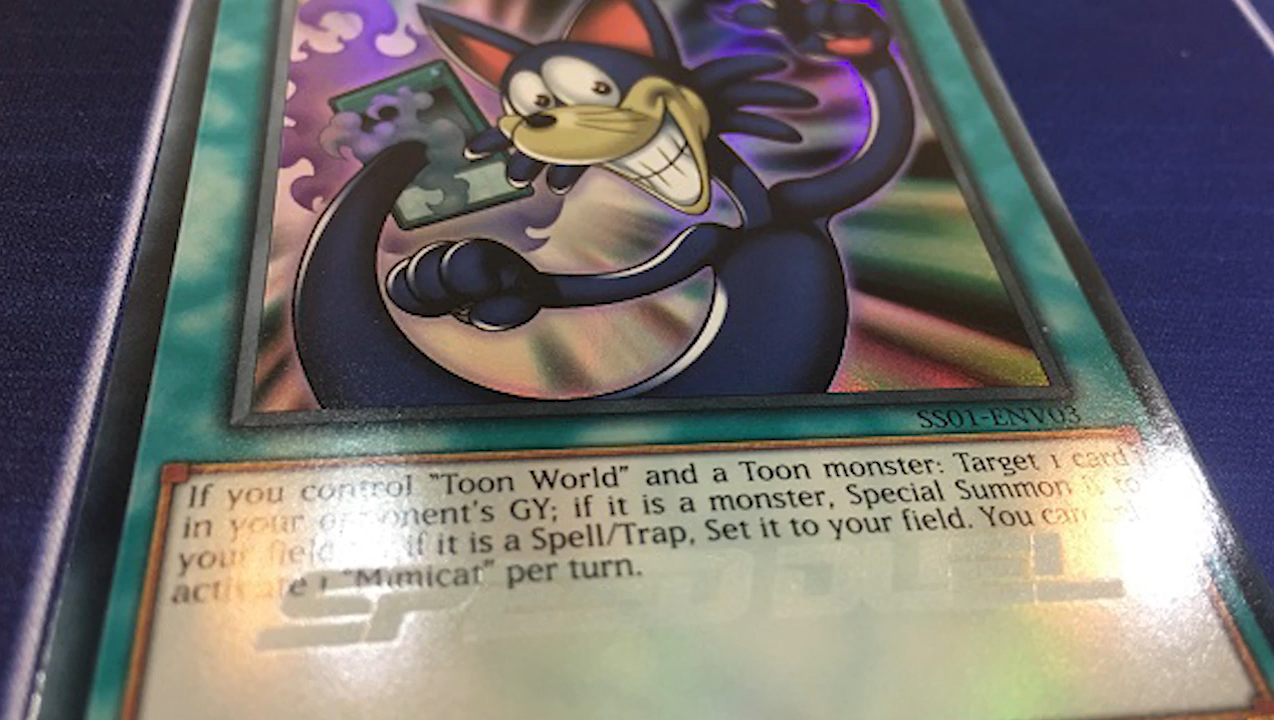 SS01-ENV03
If you control "Toon World" and a Toon monster: Target 1 card
in your opponent's GY; if it is a monster, Special Summon it to
your field if it is a Spell/Trap, Set it to your field. You can
activate 1 "Mimicat" per turn.
SPEED DUEL